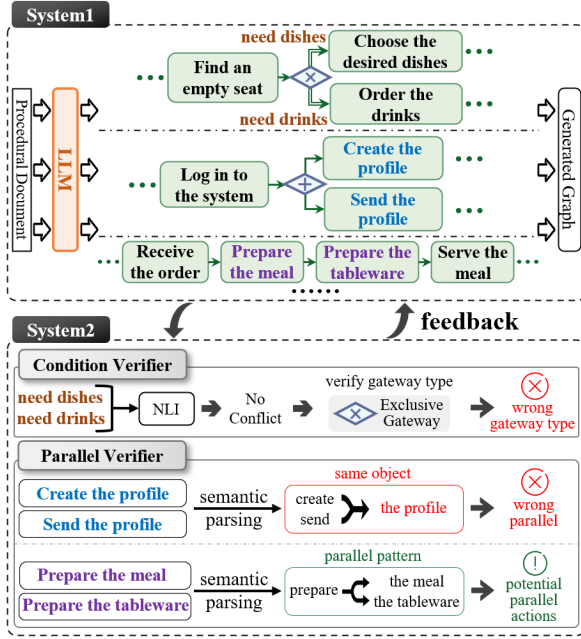 System1
need dishes
Choose the
desired dishes
Find an
empty seat
Order the
drinks
need drinks
Procedural Document
LLM
Create the
profile
Log in to
the system
Send the
profile
Generated Graph
Receive
the order
Prepare
the meal
Prepare the
tableware
Serve the
meal
System2
feedback
Condition Verifier
need dishes
need drinks
NLI
No
Conflict
verify gateway type
Exclusive
Gateway
wrong
gateway type
Parallel Verifier
Create the profile
Send the profile
semantic
parsing
same object
create
send
the profile
wrong
parallel
Prepare the meal
Prepare the tableware
semantic
parsing
parallel pattern
prepare
the meal
the tableware
potential
parallel
actions